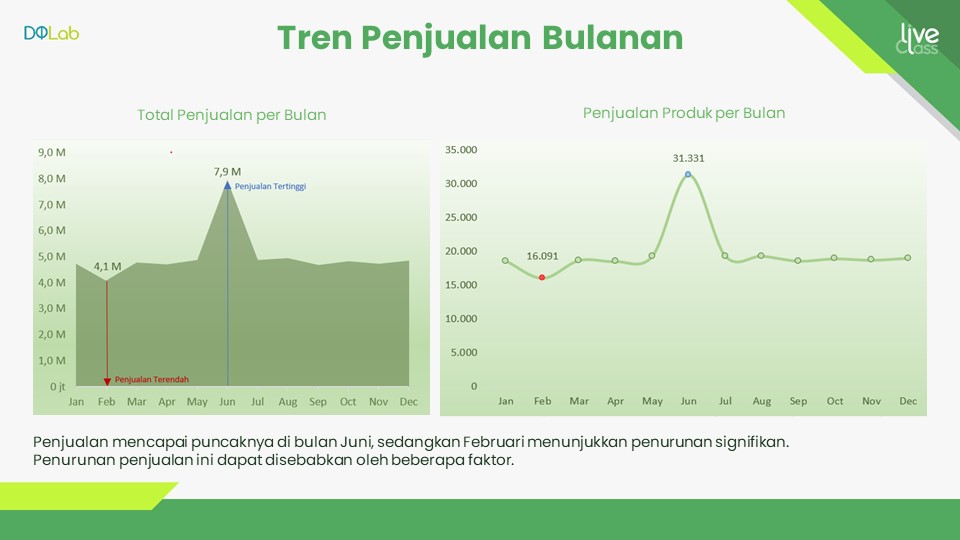 DQLab
Tren Penjualan Bulanan
live
Class
Total Penjualan per Bulan
9,0 M
8,0 M
7,0 M
6,0 M
5,0 M
4,0 M
3,0 M
2,0 M
1,0 M
0 jt
7,9 M
Penjualan Tertinggi
4,1 M
Penjualan Terendah
Jan Feb Mar Apr May Jun Jul Aug Sep Oct Nov Dec
Penjualan Produk per Bulan
35.000
30.000
25.000
20.000
15.000
10.000
5.000
0
31.331
16.091
Jan Feb Mar Apr May Jun Jul Aug Sep Oct Nov Dec
Penjualan mencapai puncaknya di bulan Juni, sedangkan Februari menunjukkan penurunan signifikan.
Penurunan penjualan ini dapat disebabkan oleh beberapa faktor.